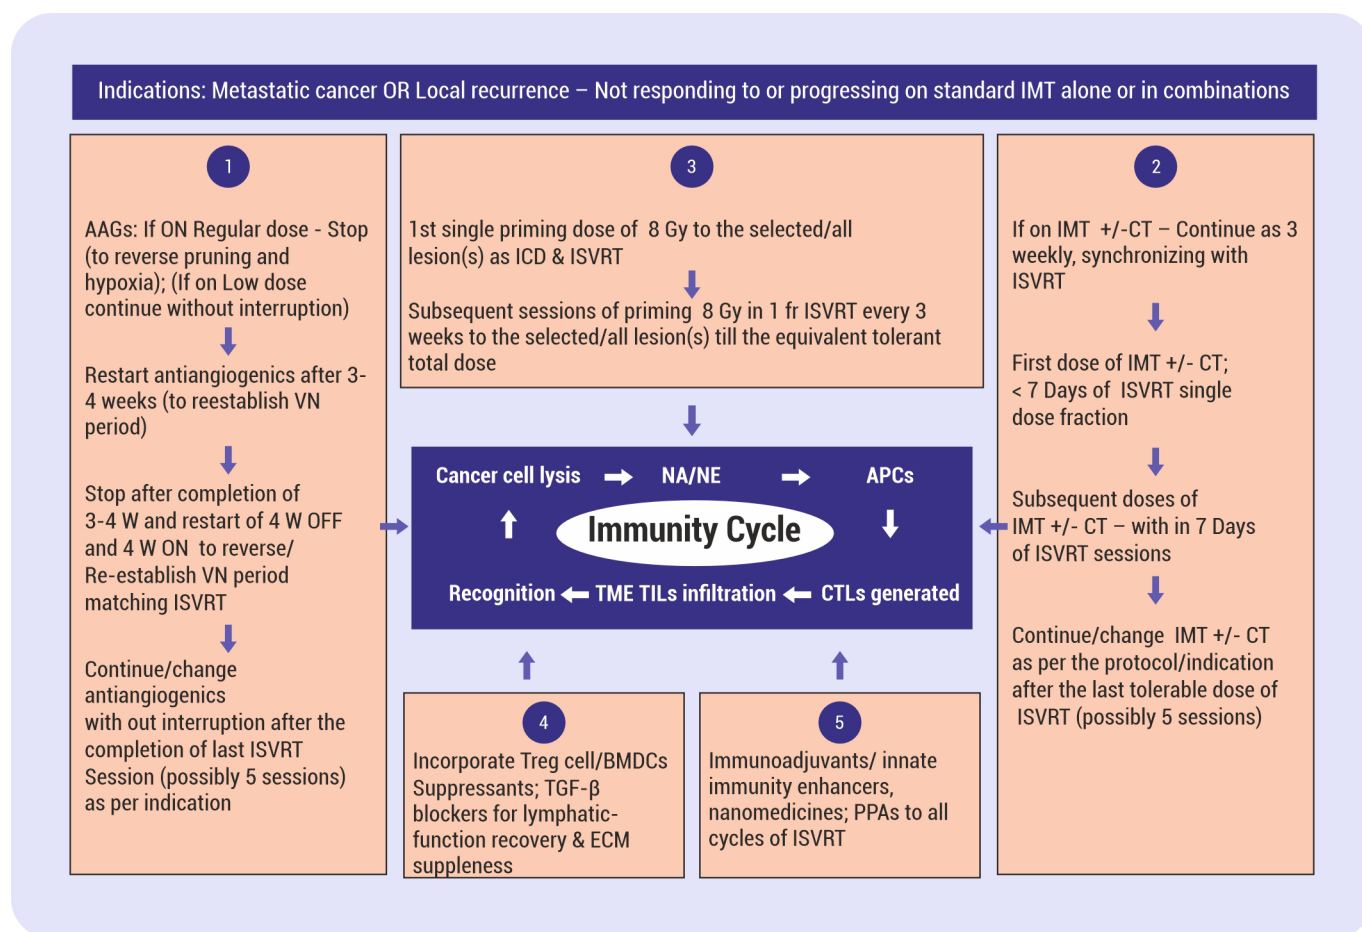 Indications: Metastatic cancer OR Local recurrence – Not responding to or progressing on standard IMT alone or in combinations
1
AAGs: If ON Regular dose - Stop
(to reverse pruning and
hypoxia); (If on Low dose
continue without interruption)
Restart antiangiogenics after 3-
4 weeks (to reestablish VN
period)
Stop after completion of
3-4 W and restart of 4 W OFF
and 4 W ON to reverse/
Re-establish VN period
matching ISVRT
Continue/change
antiangiogenics
with out interruption after the
completion of last ISVRT
Session (possibly 5 sessions)
as per indication
3
1st single priming dose of 8 Gy to the selected/all
lesion(s) as ICD & ISVRT
Subsequent sessions of priming 8 Gy in 1 fr ISVRT every 3
weeks to the selected/all lesion(s) till the equivalent tolerant
total dose
2
If on IMT +/-CT – Continue as 3
weekly, synchronizing with
ISVRT
First dose of IMT +/- CT;
< 7 Days of ISVRT single
dose fraction
Subsequent doses of
IMT +/- CT – with in 7 Days
of ISVRT sessions
Continue/change IMT +/- CT
as per the protocol/indication
after the last tolerable dose of
ISVRT (possibly 5 sessions)
Cancer cell lysis NA/NE APCs
Immunity Cycle
Recognition TME TILs infiltration CTLs generated
4
Incorporate Treg cell/BMDCs
Suppressants; TGF-β
blockers for lymphatic-
function recovery & ECM
suppleness
5
Immunoadjuvants/ innate
immunity enhancers,
nanomedicines; PPAs to all
cycles of ISVRT